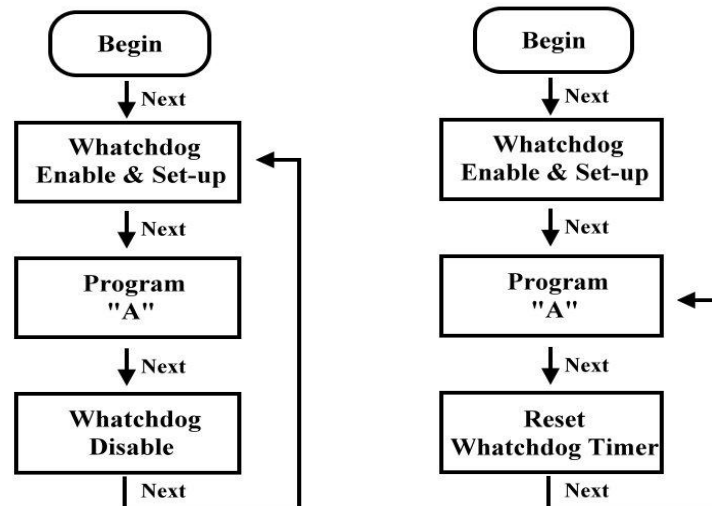 Begin
Next
Whatchdog
Enable & Set-up
Next
Program
"A"
Next
Whatchdog
Disable
Next
Begin
Next
Whatchdog
Enable & Set-up
Next
Program
"A"
Next
Reset
Whatchdog Timer
Next